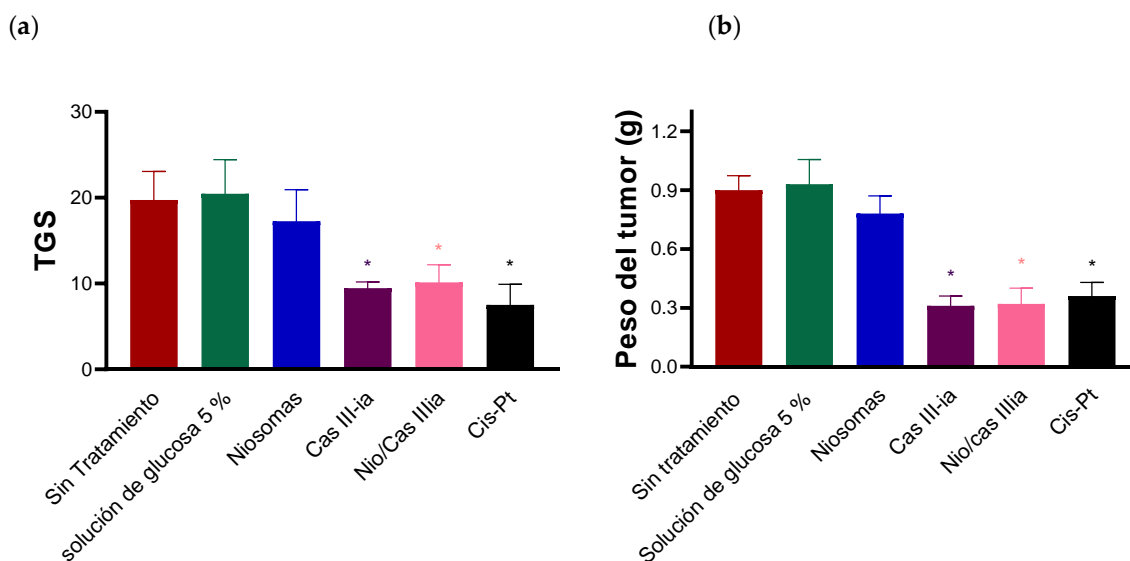 (a)
TGS
30
20
10
0
*
*
*
Sin Tratamiento
solución de glucosa 5 %
Niosomas
Cas III-ia
Nio/Cas IIIia
Cis-Pt
(b)
Peso del tumor (g)
1.2
0.9
0.6
0.3
0.0
*
*
*
Sin tratamiento
Solución de glucosa 5 %
Niosomas
Cas III-ia
Nio/cas IIIia
Cis-Pt